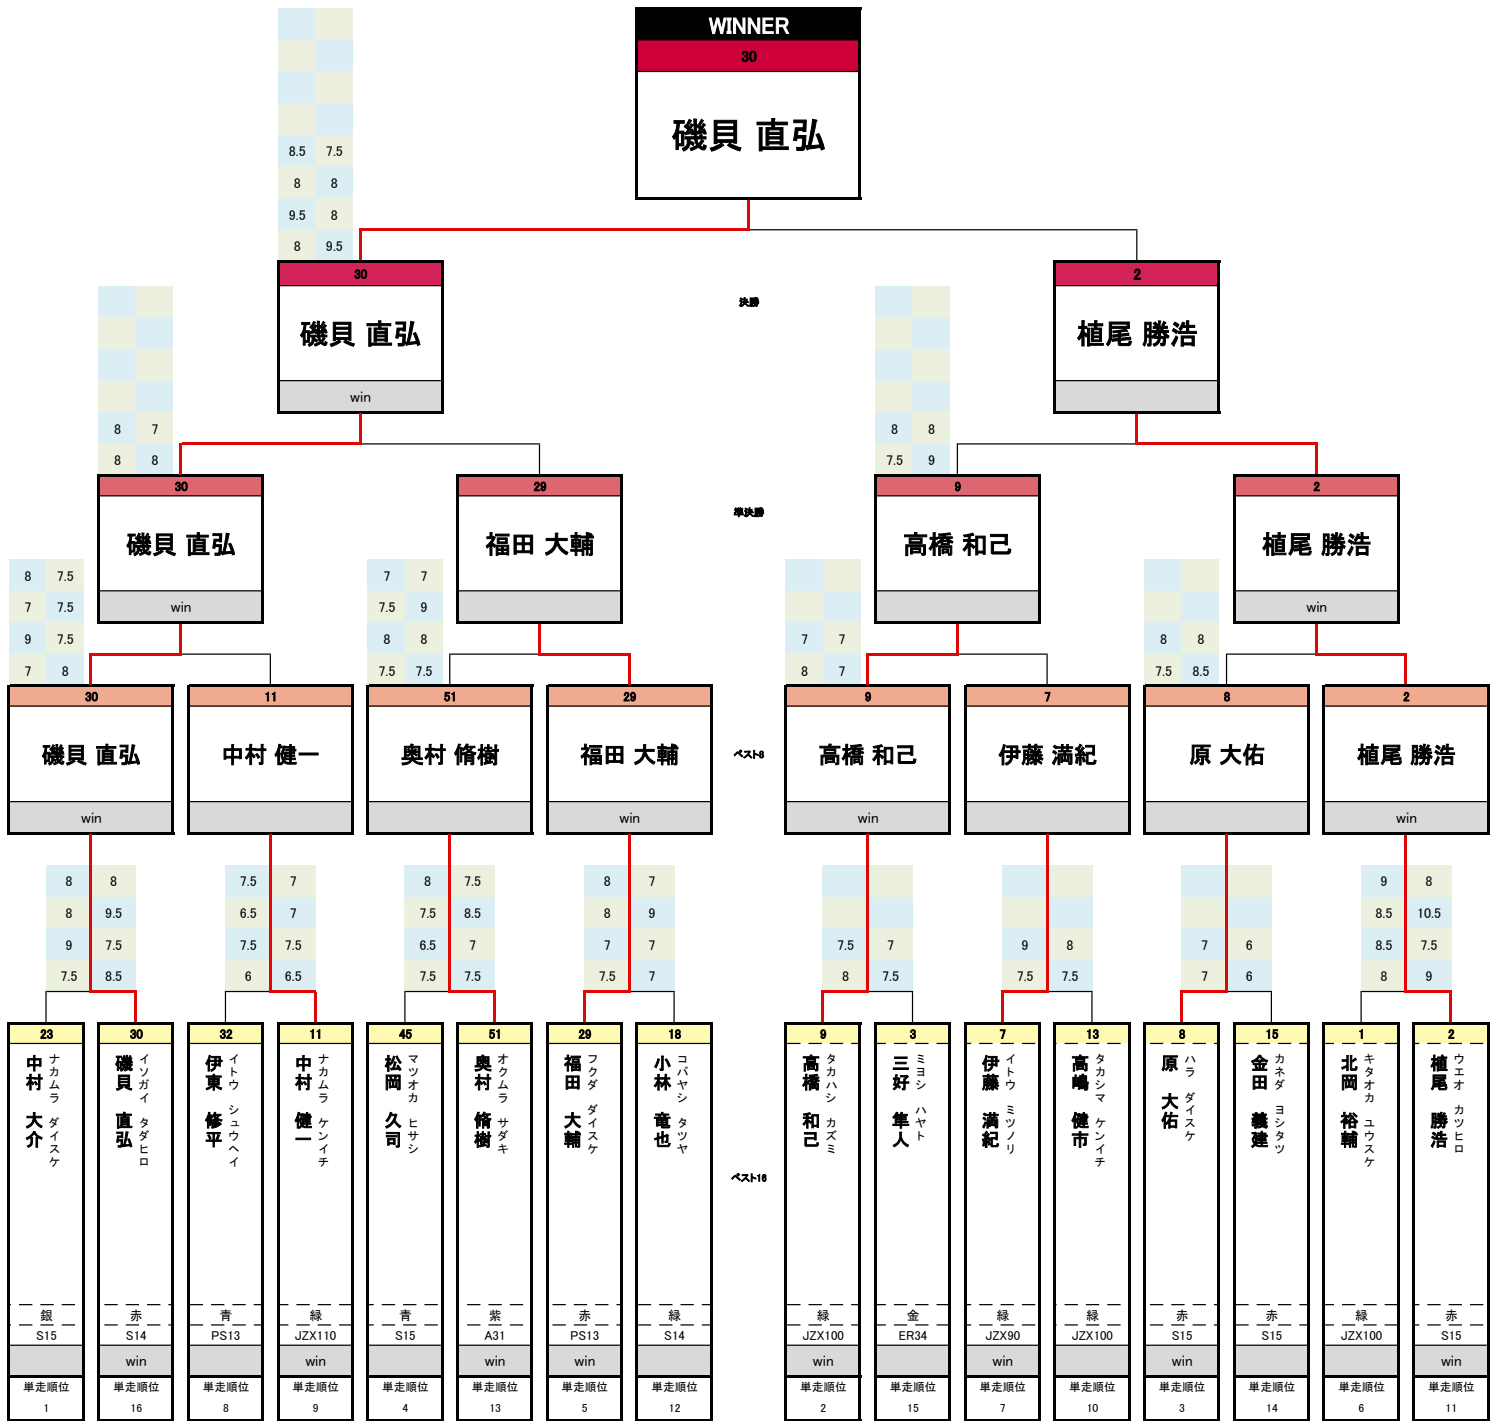 WINNER
30
磯貝 直弘
8.5 7.5
8 8
9.5 8
8 9.5
30 2
磯貝 直弘 植尾 勝浩
決勝
win
8 7 8 8
8 8 7.5 9
30 29 9 2
準決勝
磯貝 直弘 福田 大輔 高橋 和己 植尾 勝浩
win win
8 7.5 7 7
7 7.5 7.5 9
9 7.5 8 8 7 7 8 8
7 8 7.5 7.5 8 7 7.5 8.5
30 11 51 29 9 7 8 2
磯貝 直弘 中村 健一 奥村 脩樹 福田 大輔 ベスト8 高橋 和己 伊藤 満紀 原 大佑 植尾 勝浩
win win win win
8 8 7.5 7 8 7.5 8 7 9 8
8 9.5 6.5 7 7.5 8.5 8 9 8.5 10.5
9 7.5 7.5 7.5 6.5 7 7 7 7.5 7 9 8 7 6 8.5 7.5
7.5 8.5 6 6.5 7.5 7.5 7.5 7 8 7.5 7.5 7.5 7 6 8 9
23 30 32 11 45 51 29 18 9 3 7 13 8 15 1 2
中村 大介 ナカムラ ダイスケ
磯貝 直弘 イソガイ タダヒロ
伊東 修平 イトウ シュウヘイ
中村 健一 ナカムラ ケンイチ
松岡 久司 マツオカ ヒサシ
奥村 脩樹 オクムラ サダキ
福田 大輔 フクダ ダイスケ
小林 竜也 コバヤシ タツヤ
ベスト16
高橋 和己 タカハシ カズミ
三好 隼人 ミヨシ ハヤト
伊藤 満紀 イトウ ミツノリ
高嶋 健市 タカシマ ケンイチ
原 大佑 ハラ ダイスケ
金田 義建 カネダ ヨシタツ
北岡 裕輔 キタオカ ユウスケ
植尾 勝浩 ウエオ カツヒロ
銀 赤 青 緑 青 紫 赤 緑 緑 金 緑 緑 赤 赤 緑 赤
S15 S14 PS13 JZX110 S15 A31 PS13 S14 JZX100 ER34 JZX90 JZX100 S15 S15 JZX100 S15
win win win win win win win win
単走順位 単走順位 単走順位 単走順位 単走順位 単走順位 単走順位 単走順位 単走順位 単走順位 単走順位 単走順位 単走順位 単走順位 単走順位 単走順位
1 16 8 9 4 13 5 12 2 15 7 10 3 14 6 11